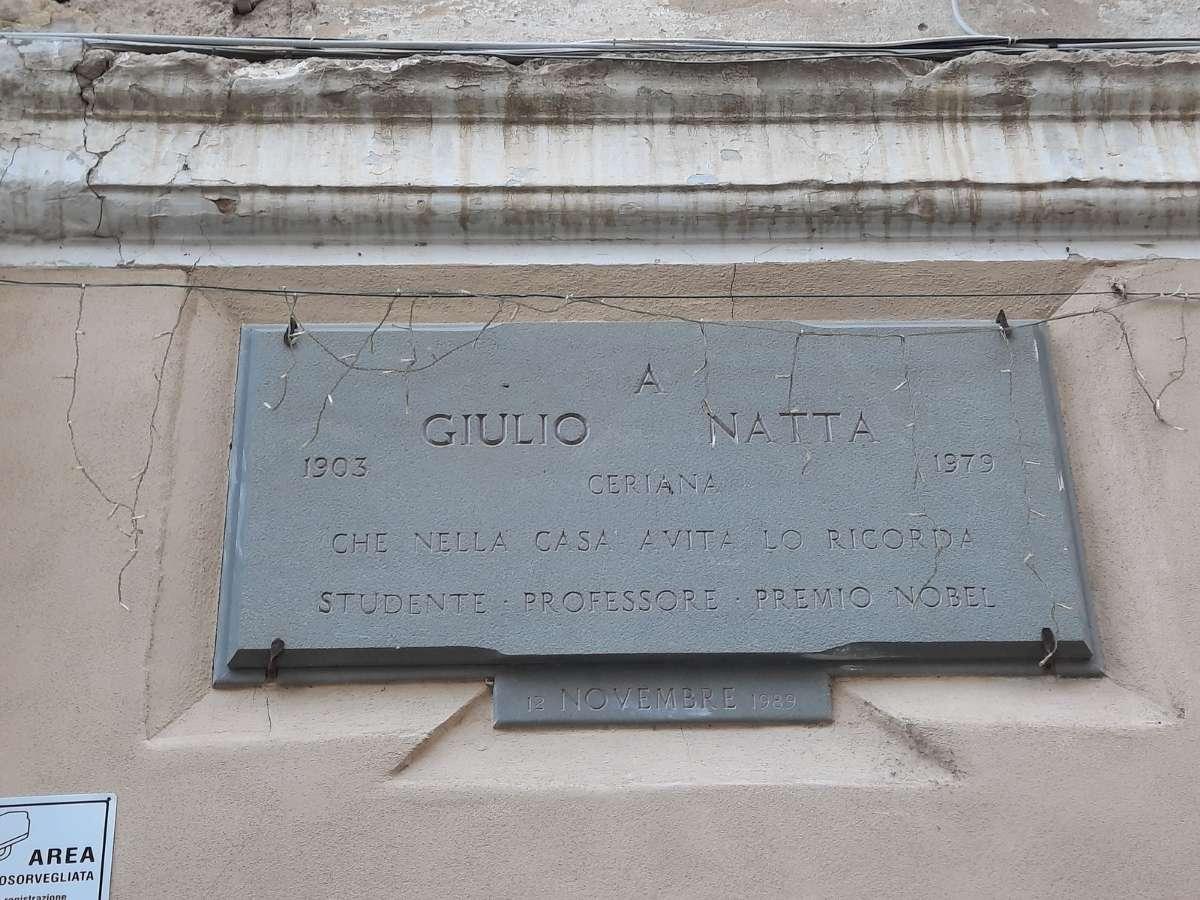 A
GIULIO NATTA
1903 1979
CERIANA
CHE NELLA CASA AVITA LO RICORDA
STUDENTE · PROFESSORE · PREMIO NOBEL
12 NOVEMBRE 1989
AREA
OSORVEGLIATA
registrazione